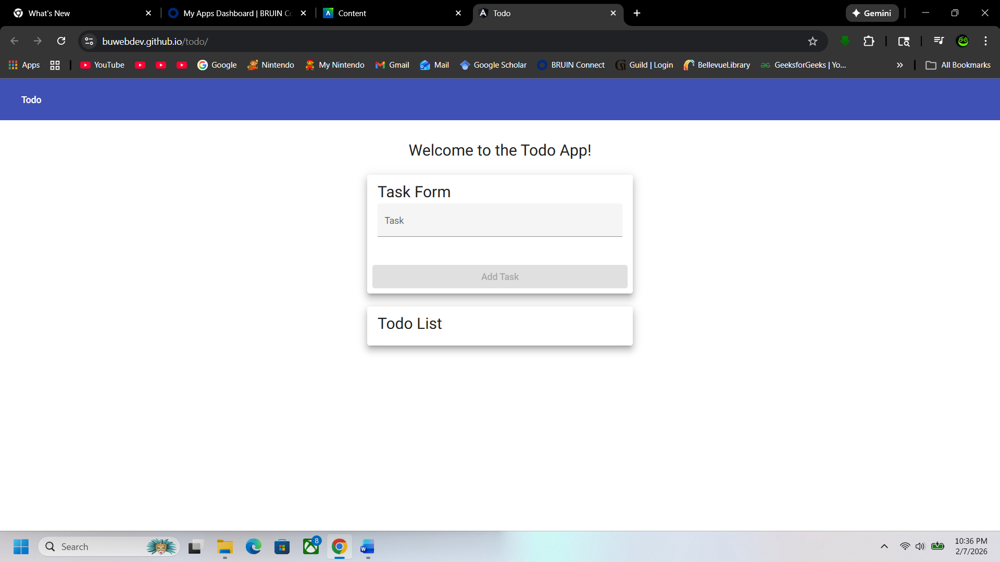 What's New
My Apps Dashboard | BRUIN Co
Content
Todo
Gemini
buwebdev.github.io/todo/
Apps
YouTube
Google
Nintendo
My Nintendo
Gmail
Mail
Google Scholar
BRUIN Connect
Guild | Login
BellevueLibrary
GeeksforGeeks | Yo...
All Bookmarks
Todo
Welcome to the Todo App!
Task Form
Task
Add Task
Todo List
Search
8
10:36 PM
2/7/2026